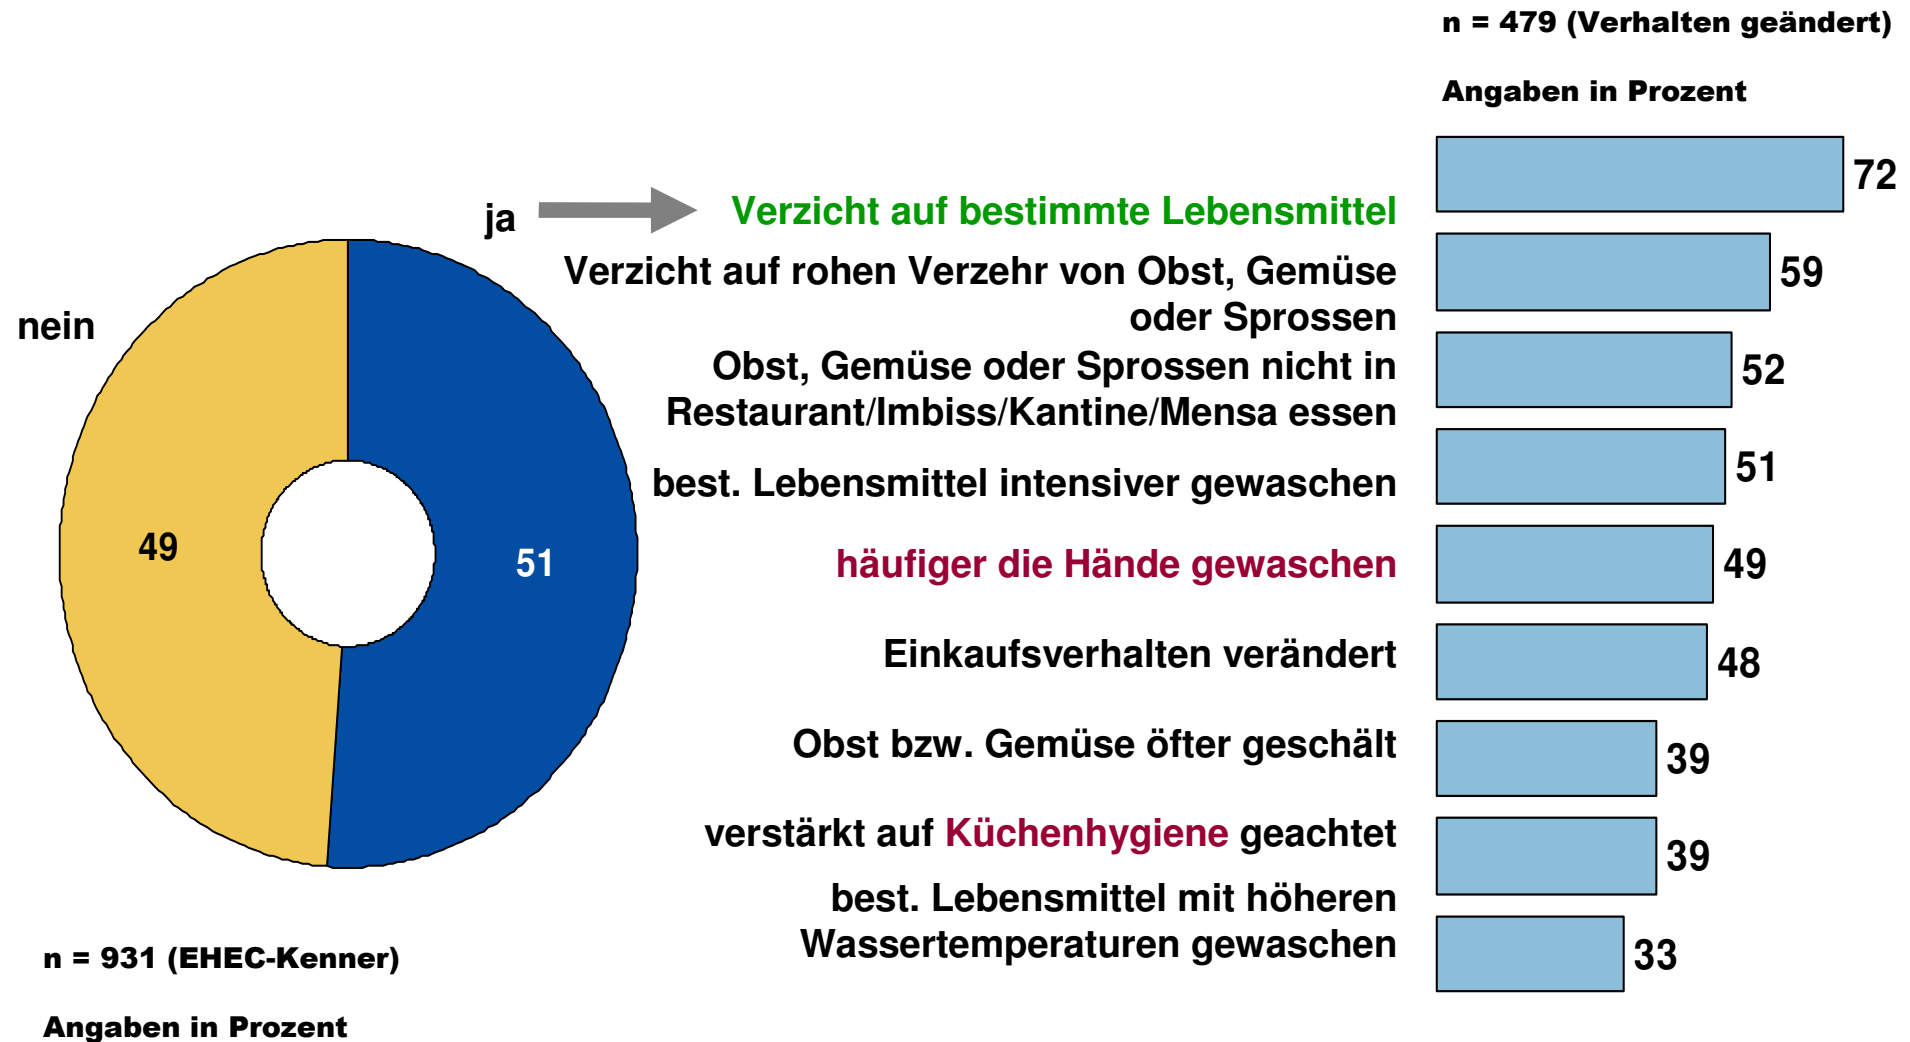 n = 479 (Verhalten geändert)
Angaben in Prozent
ja
nein
49
51
Verzicht auf bestimmte Lebensmittel
72
Verzicht auf rohen Verzehr von Obst, Gemüse
oder Sprossen
59
Obst, Gemüse oder Sprossen nicht in
Restaurant/Imbiss/Kantine/Mensa essen
52
best. Lebensmittel intensiver gewaschen
51
häufiger die Hände gewaschen
49
Einkaufsverhalten verändert
48
Obst bzw. Gemüse öfter geschält
39
verstärkt auf Küchenhygiene geachtet
39
best. Lebensmittel mit höheren
Wassertemperaturen gewaschen
33
n = 931 (EHEC-Kenner)
Angaben in Prozent